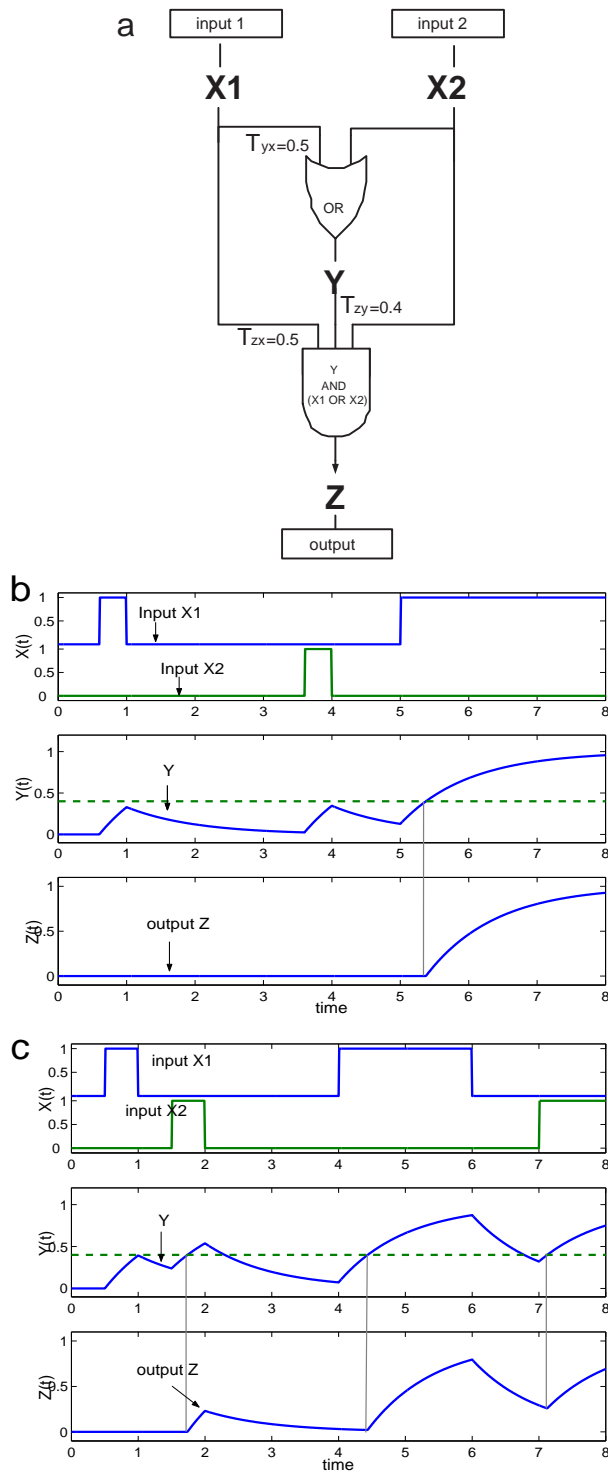 a
input 1 input 2
X1 X2
Tyx=0.5
OR
Y
Tzy=0.4
Tzx=0.5
Y
AND
(X1 OR X2)
Z
output
b
X(t)
1
0.5
Input X1
1
0.5
Input X2
0
0 1 2 3 4 5 6 7 8
Y(t)
1
Y
0.5
0
0 1 2 3 4 5 6 7 8
Z(t)
1
0.5
output Z
0
0 1 2 3 4 5 6 7 8
time
c
X(t)
1
input X1
0.5
1
input X2
0.5
0
0 1 2 3 4 5 6 7 8
Y(t)
1
Y
0.5
0
0 1 2 3 4 5 6 7 8
Z(t)
1
output Z
0.5
0
0 1 2 3 4 5 6 7 8
time